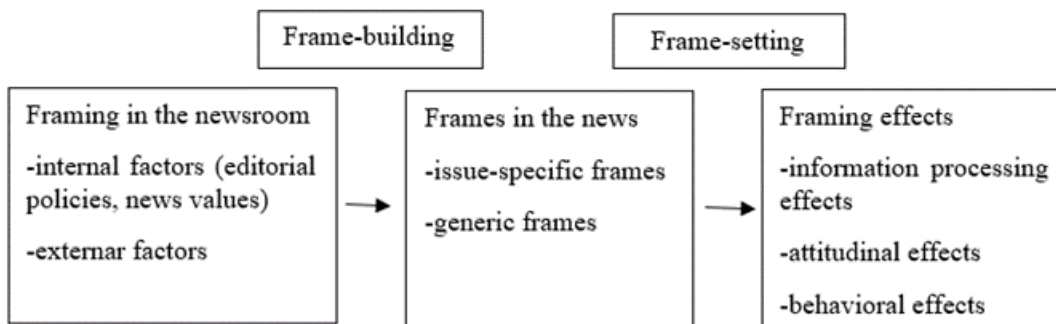 Frame-building
Frame-setting
Framing in the newsroom
-internal factors (editorial
policies, news values)
-externar factors
Frames in the news
-issue-specific frames
-generic frames
Framing effects
-information processing
effects
-attitudinal effects
-behavioral effects